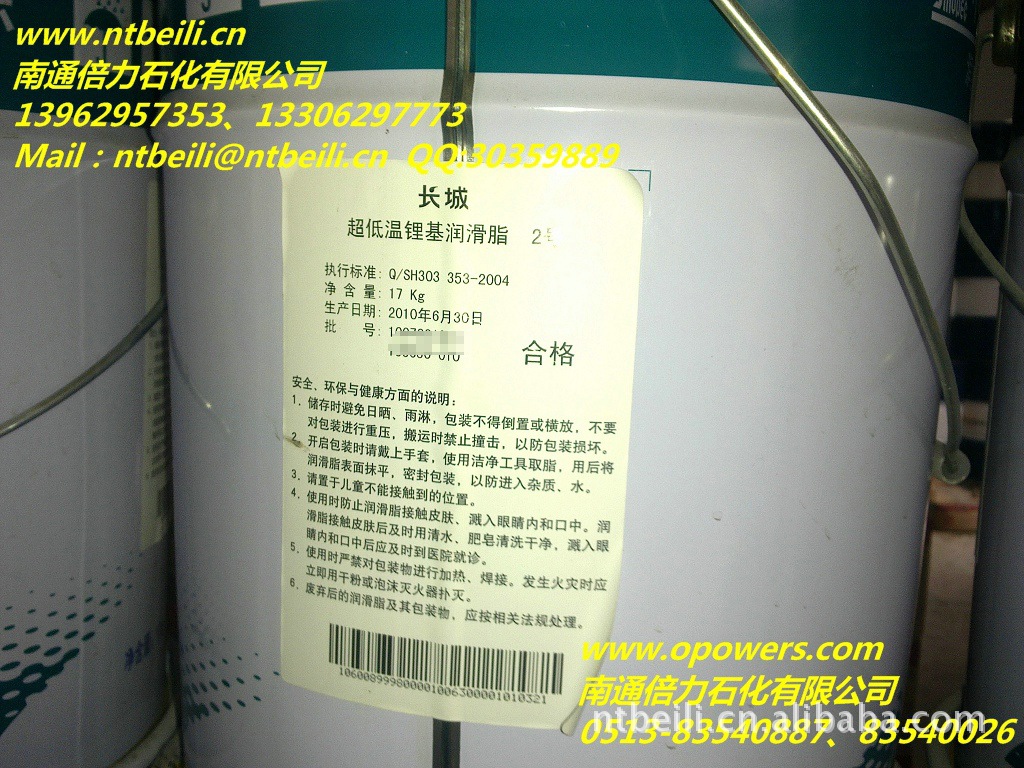 www.ntbeili.cn
南通倍力石化有限公司
13962957353、13306297773
Mail：ntbeili@ntbeili.cn QQ:30359889
Sinopec
长城
超低温锂基润滑脂 2号
执行标准: Q/SH303 353-2004
净 含 量: 17 Kg
生产日期: 2010年6月30日
批 号:
合格
安全、环保与健康方面的说明:
1. 储存时避免日晒、雨淋，包装不得倒置或横放，不要
对包装进行重压，搬运时禁止撞击，以防包装损坏。
2. 开启包装时请戴上手套，使用洁净工具取脂，用后将
润滑脂表面抹平，密封包装，以防进入杂质、水。
3. 请置于儿童不能接触到的位置。
4. 使用时防止润滑脂接触皮肤、溅入眼睛内和口中。润
滑脂接触皮肤后及时用清水、肥皂清洗干净，溅入眼
睛内和口中后应及时到医院就诊。
5. 使用时严禁对包装物进行加热、焊接。发生火灾时应
立即用干粉或泡沫灭火器扑灭。
6. 废弃后的润滑脂及其包装物，应按相关法规处理。
1060089998000010063000010103​21
www.opowers.com
南通倍力石化有限公司
ntbeili.cn.alibaba.com
0513-83540887、83540026